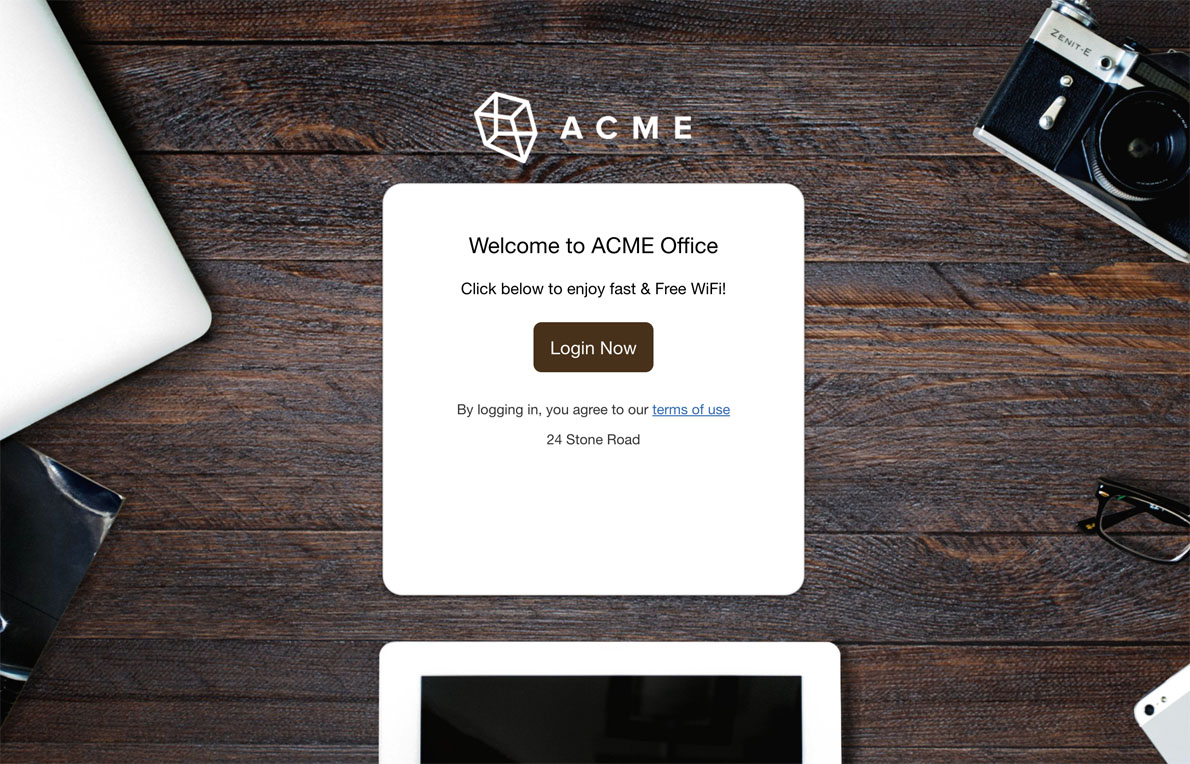 ZENIT-E
ACME
Welcome to ACME Office
Click below to enjoy fast & Free WiFi!
Login Now
By logging in, you agree to our terms of use
24 Stone Road